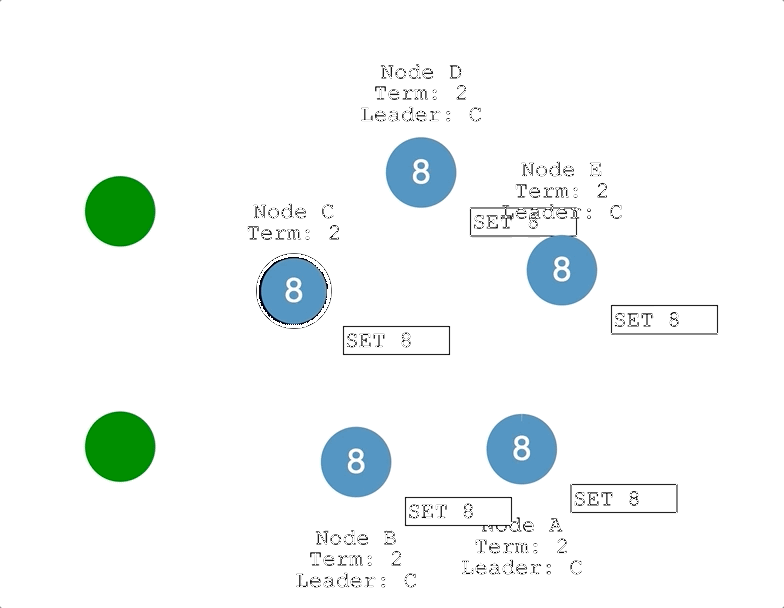 Node D
Term: 2
Leader: C
8
SET 8
Node E
Term: 2
Leader: C
8
SET 8
Node C
Term: 2
8
SET 8
8
SET 8
Node B
Term: 2
Leader: C
8
SET 8
Node A
Term: 2
Leader: C